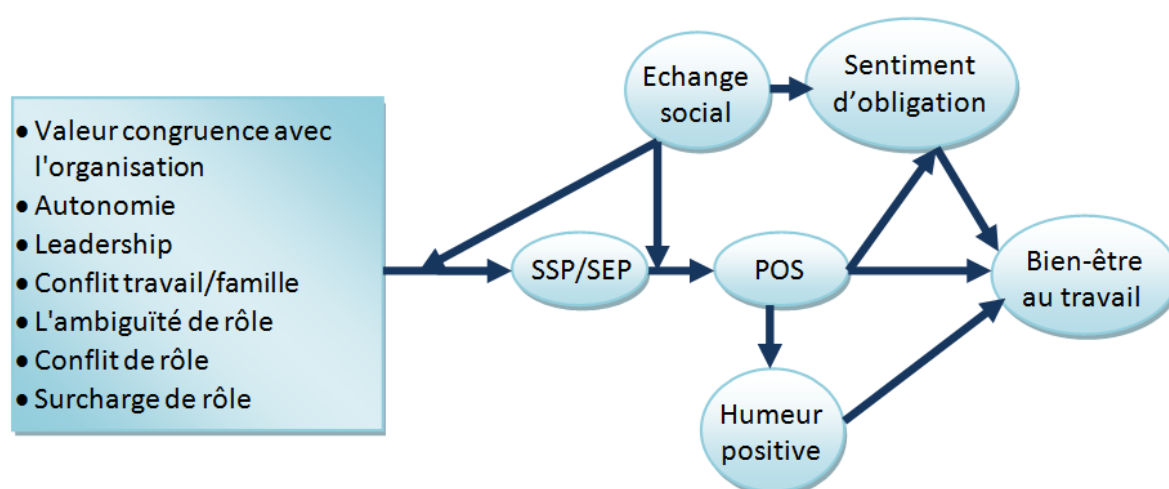 • Valeur congruence avec
l'organisation
• Autonomie
• Leadership
• Conflit travail/famille
• L'ambiguïté de rôle
• Conflit de rôle
• Surcharge de rôle
Echange
social
Sentiment
d’obligation
SSP/SEP
POS
Bien-être
au travail
Humeur
positive